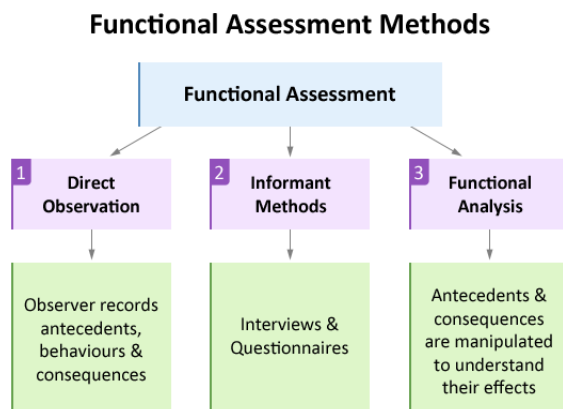 Functional Assessment Methods
Functional Assessment
1
Direct
Observation
2
Informant
Methods
3
Functional
Analysis
Observer records
antecedents,
behaviours &
consequences
Interviews &
Questionnaires
Antecedents &
consequences
are manipulated
to understand
their effects